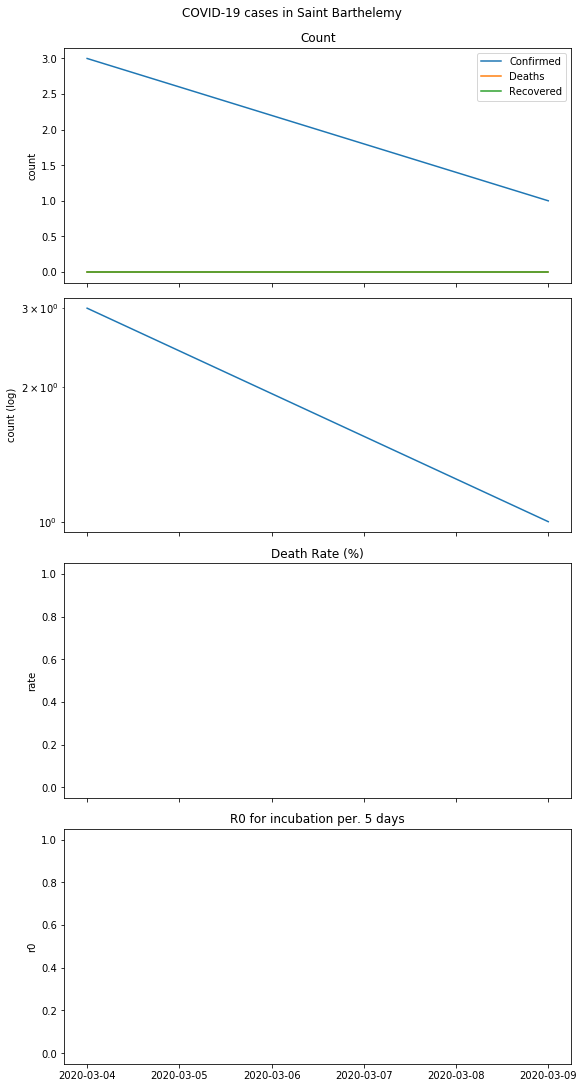 COVID-19 cases in Saint Barthelemy
Count
Confirmed
Deaths
Recovered
count
3.0
2.5
2.0
1.5
1.0
0.5
0.0
count (log)
3 × 10⁰
2 × 10⁰
10⁰
Death Rate (%)
rate
1.0
0.8
0.6
0.4
0.2
0.0
R0 for incubation per. 5 days
r0
1.0
0.8
0.6
0.4
0.2
0.0
2020-03-04 2020-03-05 2020-03-06 2020-03-07 2020-03-08 2020-03-09